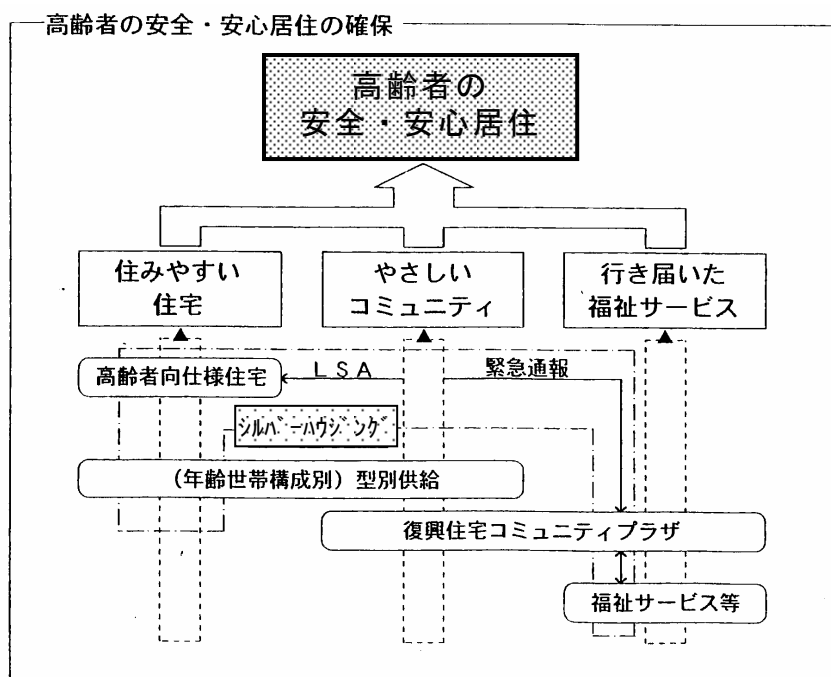 高齢者の安全・安心居住の確保
高齢者の
安全・安心居住
住みやすい
住宅
やさしい
コミュニティ
行き届いた
福祉サービス
高齢者向仕様住宅
ＬＳＡ
緊急通報
シルバーハウジング
（年齢世帯構成別）型別供給
復興住宅コミュニティプラザ
福祉サービス等